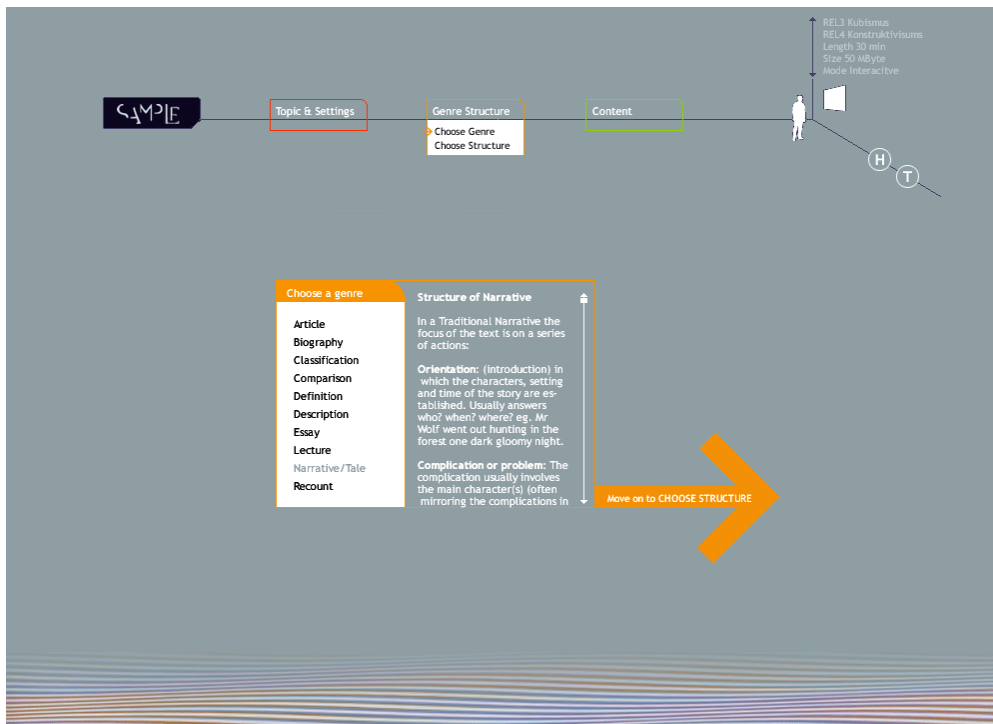 REL3 Kubismus
REL4 Konstruktivisums
Length 30 min
Size 50 MByte
Mode Interacitve
SAMPLE
Topic & Settings
Genre Structure
Content
Choose Genre
Choose Structure
H
T
Choose a genre
Article
Biography
Classification
Comparison
Definition
Description
Essay
Lecture
Narrative/Tale
Recount
Structure of Narrative
In a Traditional Narrative the
focus of the text is on a series
of actions:
Orientation: (introduction) in
which the characters, setting
and time of the story are es-
tablished. Usually answers
who? when? where? eg. Mr
Wolf went out hunting in the
forest one dark gloomy night.
Complication or problem: The
complication usually involves
the main character(s) (often
mirroring the complications in
Move on to CHOOSE STRUCTURE